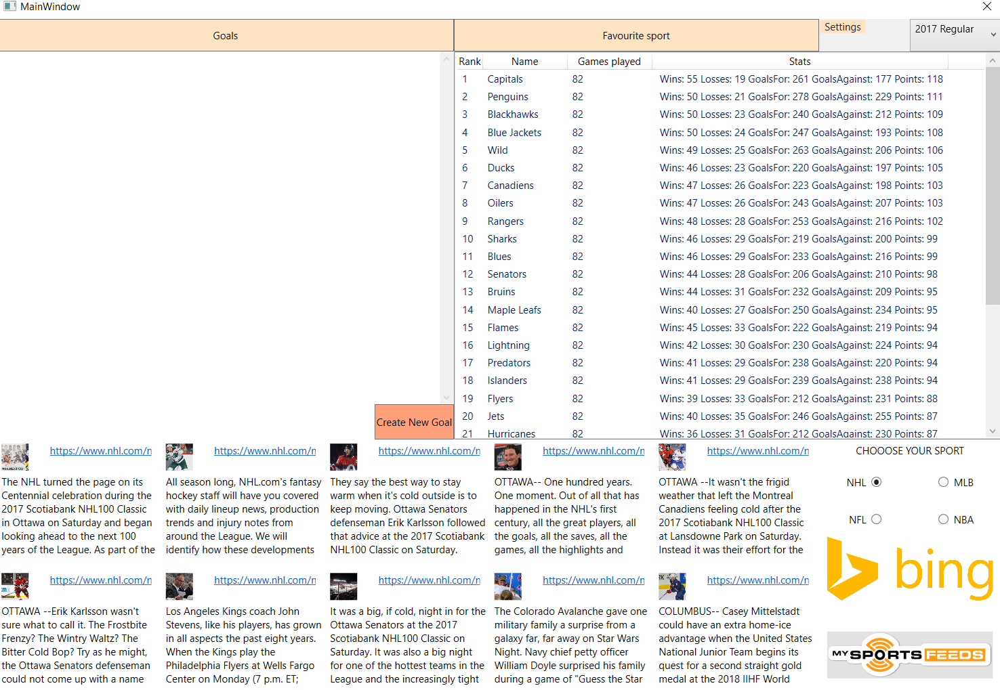 MainWindow
Goals
Favourite sport
Settings
2017 Regular
Rank Name Games played Stats
1 Capitals 82 Wins: 55 Losses: 19 GoalsFor: 261 GoalsAgainst: 177 Points: 118
2 Penguins 82 Wins: 50 Losses: 21 GoalsFor: 278 GoalsAgainst: 229 Points: 111
3 Blackhawks 82 Wins: 50 Losses: 23 GoalsFor: 240 GoalsAgainst: 212 Points: 109
4 Blue Jackets 82 Wins: 50 Losses: 24 GoalsFor: 247 GoalsAgainst: 193 Points: 108
5 Wild 82 Wins: 49 Losses: 25 GoalsFor: 263 GoalsAgainst: 206 Points: 106
6 Ducks 82 Wins: 46 Losses: 23 GoalsFor: 220 GoalsAgainst: 197 Points: 105
7 Canadiens 82 Wins: 47 Losses: 26 GoalsFor: 223 GoalsAgainst: 198 Points: 103
8 Oilers 82 Wins: 47 Losses: 26 GoalsFor: 243 GoalsAgainst: 207 Points: 103
9 Rangers 82 Wins: 48 Losses: 28 GoalsFor: 253 GoalsAgainst: 216 Points: 102
10 Sharks 82 Wins: 46 Losses: 29 GoalsFor: 219 GoalsAgainst: 200 Points: 99
11 Blues 82 Wins: 46 Losses: 29 GoalsFor: 233 GoalsAgainst: 216 Points: 99
12 Senators 82 Wins: 44 Losses: 28 GoalsFor: 206 GoalsAgainst: 210 Points: 98
13 Bruins 82 Wins: 44 Losses: 31 GoalsFor: 232 GoalsAgainst: 209 Points: 95
14 Maple Leafs 82 Wins: 40 Losses: 27 GoalsFor: 250 GoalsAgainst: 234 Points: 95
15 Flames 82 Wins: 45 Losses: 33 GoalsFor: 222 GoalsAgainst: 219 Points: 94
16 Lightning 82 Wins: 42 Losses: 30 GoalsFor: 230 GoalsAgainst: 224 Points: 94
17 Predators 82 Wins: 41 Losses: 29 GoalsFor: 238 GoalsAgainst: 220 Points: 94
18 Islanders 82 Wins: 41 Losses: 29 GoalsFor: 239 GoalsAgainst: 238 Points: 94
19 Flyers 82 Wins: 39 Losses: 33 GoalsFor: 212 GoalsAgainst: 231 Points: 88
20 Jets 82 Wins: 40 Losses: 35 GoalsFor: 246 GoalsAgainst: 255 Points: 87
21 Hurricanes 82 Wins: 36 Losses: 31 GoalsFor: 212 GoalsAgainst: 230 Points: 87
Create New Goal
https://www.nhl.com/n
The NHL turned the page on its
Centennial celebration during the
2017 Scotiabank NHL100 Classic
in Ottawa on Saturday and began
looking ahead to the next 100
years of the League. As part of the
https://www.nhl.com/n
All season long, NHL.com's fantasy
hockey staff will have you covered
with daily lineup news, production
trends and injury notes from
around the League. We will
identify how these developments
https://www.nhl.com/n
They say the best way to stay
warm when it's cold outside is to
keep moving. Ottawa Senators
defenseman Erik Karlsson followed
that advice at the 2017 Scotiabank
NHL100 Classic on Saturday.
https://www.nhl.com/n
OTTAWA-- One hundred years.
One moment. Out of all that has
happened in the NHL's first
century, all the great players, all
the goals, all the saves, all the
games, all the highlights and
https://www.nhl.com/n
OTTAWA --It wasn't the frigid
weather that left the Montreal
Canadiens feeling cold after the
2017 Scotiabank NHL100 Classic
at Lansdowne Park on Saturday.
Instead it was their effort for the
CHOOOSE YOUR SPORT
NHL MLB
NFL NBA
bing
https://www.nhl.com/n
OTTAWA --Erik Karlsson wasn't
sure what to call it. The Frostbite
Frenzy? The Wintry Waltz? The
Bitter Cold Bop? Try as he might,
the Ottawa Senators defenseman
could not come up with a name
https://www.nhl.com/n
Los Angeles Kings coach John
Stevens, like his players, has grown
in all aspects the past eight years.
When the Kings play the
Philadelphia Flyers at Wells Fargo
Center on Monday (7 p.m. ET;
https://www.nhl.com/n
It was a big, if cold, night in for the
Ottawa Senators at the 2017
Scotiabank NHL100 Classic on
Saturday. It was also a big night
for one of the hottest teams in the
League and the increasingly tight
https://www.nhl.com/n
The Colorado Avalanche gave one
military family a surprise from a
galaxy far, far away on Star Wars
Night. Navy chief petty officer
William Doyle surprised his family
during a game of "Guess the Star
https://www.nhl.com/n
COLUMBUS-- Casey Mittelstadt
could have an extra home-ice
advantage when the United States
National Junior Team begins its
quest for a second straight gold
medal at the 2018 IIHF World
MYSPORTSFEEDS